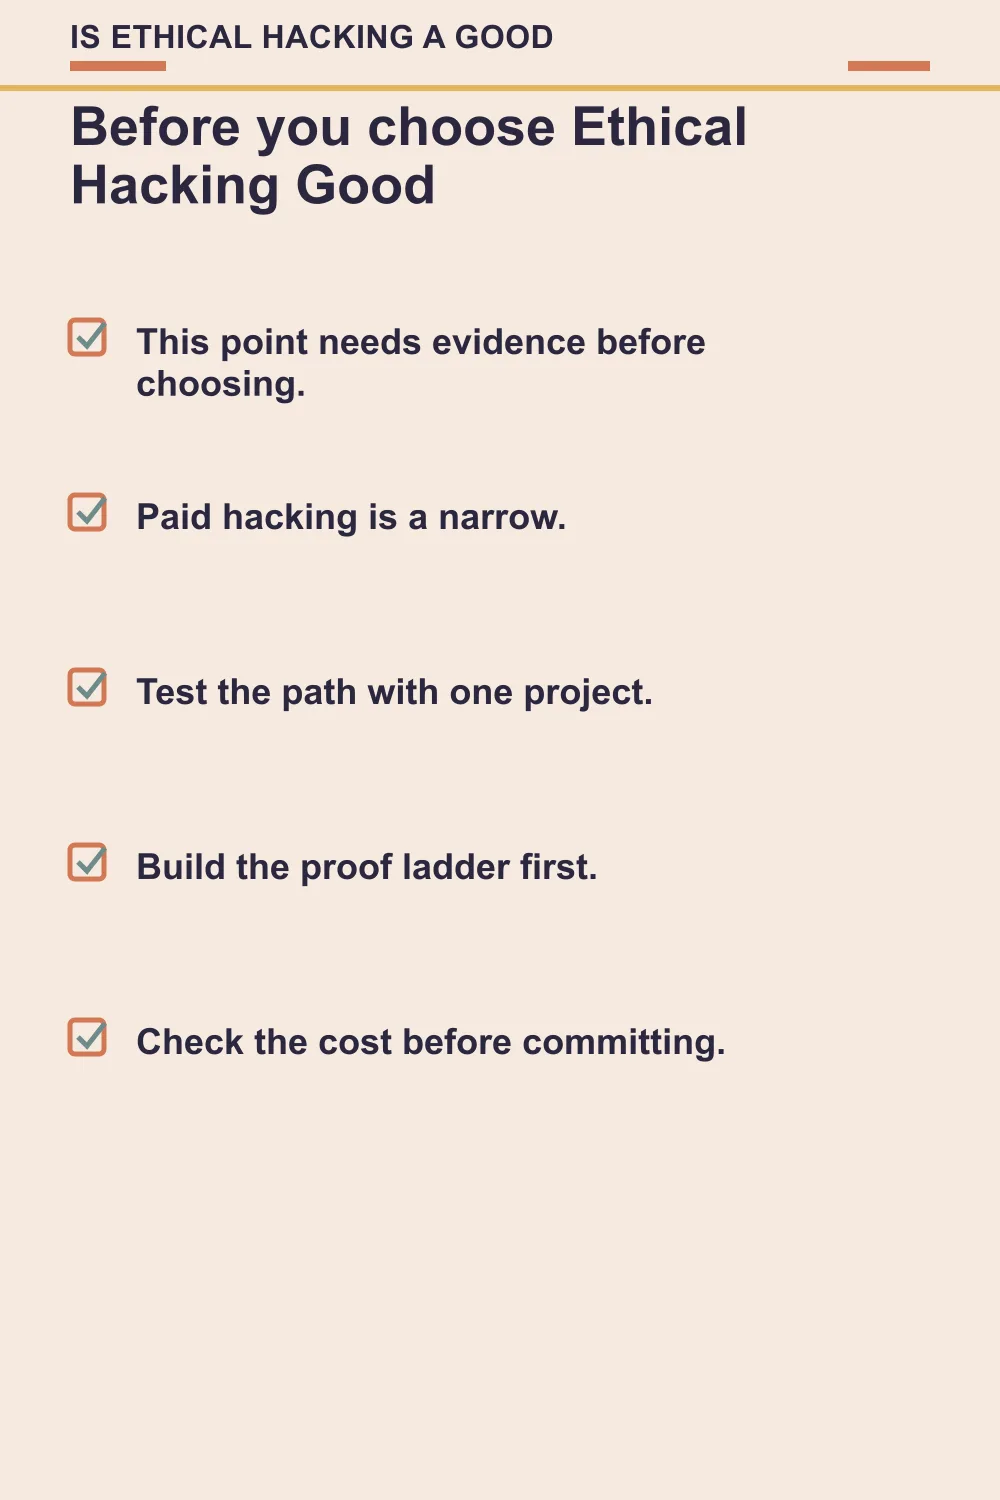 IS ETHICAL HACKING A GOOD
Before you choose Ethical
Hacking Good
This point needs evidence before
choosing.
Paid hacking is a narrow.
Test the path with one project.
Build the proof ladder first.
Check the cost before committing.